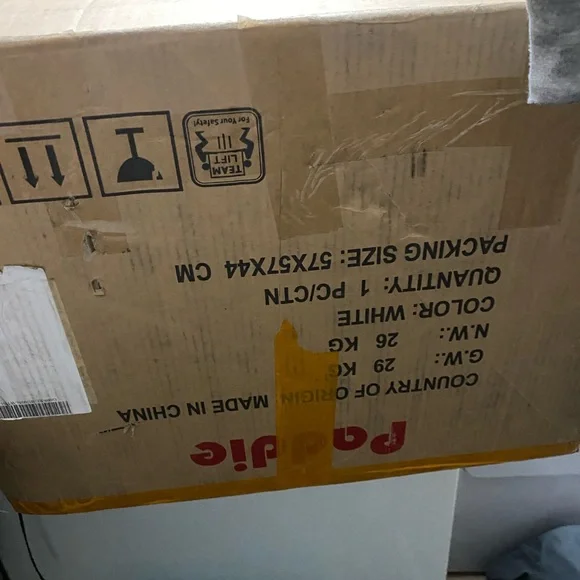 Paddie
COUNTRY OF ORIGIN MADE IN CHINA
G.W.: 29 KG
N.W.: 26 KG
COLOR: WHITE
QUANTITY: 1 PC/CTN
PACKING SIZE: 57X57X44 CM
TEAM
LIFT
For Your Safety!